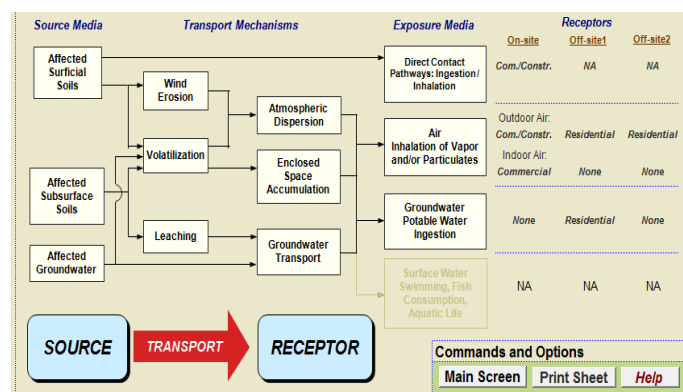 Source Media
Transport Mechanisms
Exposure Media
Receptors
On-site
Off-site1
Off-site2
Affected
Surficial
Soils
Wind
Erosion
Direct Contact
Pathways: Ingestion /
Inhalation
Com./Constr.
NA
NA
Atmospheric
Dispersion
Volatilization
Air
Inhalation of Vapor
and/or Particulates
Outdoor Air:
Com./Constr.
Residential
Residential
Indoor Air:
Commercial
None
None
Enclosed
Space
Accumulation
Affected
Subsurface
Soils
Leaching
Groundwater
Potable Water
Ingestion
None
Residential
None
Affected
Groundwater
Groundwater
Transport
Surface Water
Swimming, Fish
Consumption,
Aquatic Life
NA
NA
NA
SOURCE
TRANSPORT
RECEPTOR
Commands and Options
Main Screen
Print Sheet
Help